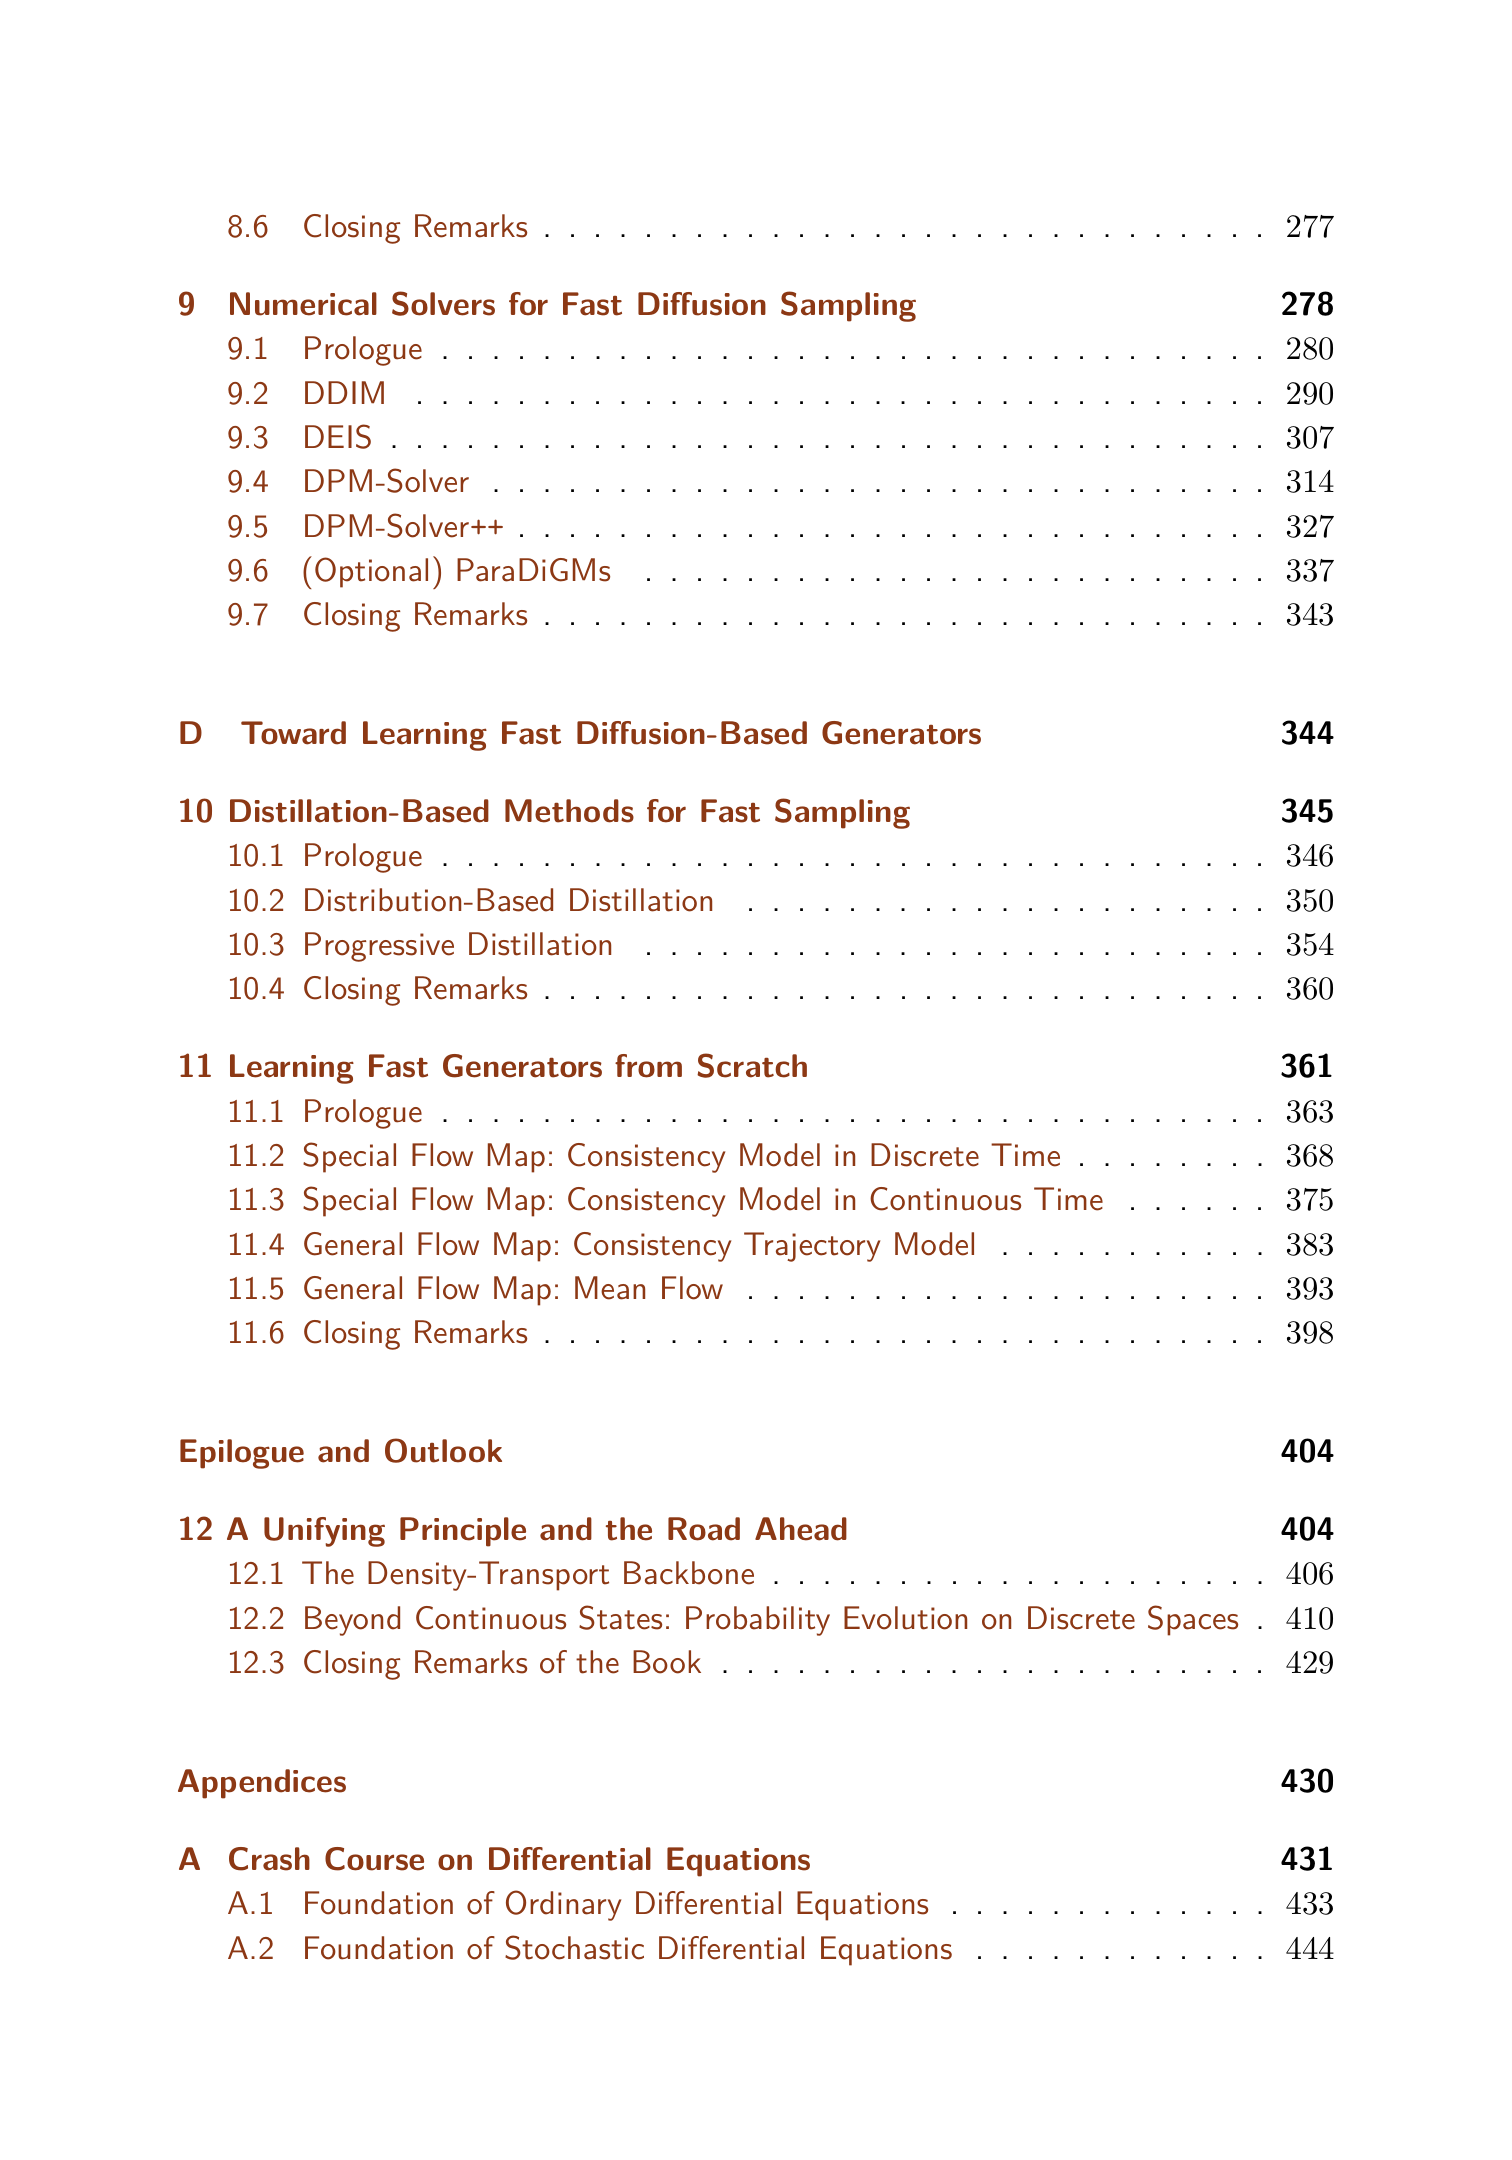 8.6 Closing Remarks . . . . . . . . . . . . . . . . . . . . . . . . . . . . . 277
9 Numerical Solvers for Fast Diffusion Sampling 278
9.1 Prologue . . . . . . . . . . . . . . . . . . . . . . . . . . . . . . . . . 280
9.2 DDIM . . . . . . . . . . . . . . . . . . . . . . . . . . . . . . . . . . 290
9.3 DEIS . . . . . . . . . . . . . . . . . . . . . . . . . . . . . . . . . . . 307
9.4 DPM-Solver . . . . . . . . . . . . . . . . . . . . . . . . . . . . . . . 314
9.5 DPM-Solver++ . . . . . . . . . . . . . . . . . . . . . . . . . . . . . . 327
9.6 (Optional) ParaDiGMs . . . . . . . . . . . . . . . . . . . . . . . . . 337
9.7 Closing Remarks . . . . . . . . . . . . . . . . . . . . . . . . . . . . . 343
D Toward Learning Fast Diffusion-Based Generators 344
10 Distillation-Based Methods for Fast Sampling 345
10.1 Prologue . . . . . . . . . . . . . . . . . . . . . . . . . . . . . . . . . 346
10.2 Distribution-Based Distillation . . . . . . . . . . . . . . . . . . . . . 350
10.3 Progressive Distillation . . . . . . . . . . . . . . . . . . . . . . . . . 354
10.4 Closing Remarks . . . . . . . . . . . . . . . . . . . . . . . . . . . . . 360
11 Learning Fast Generators from Scratch 361
11.1 Prologue . . . . . . . . . . . . . . . . . . . . . . . . . . . . . . . . . 363
11.2 Special Flow Map: Consistency Model in Discrete Time . . . . . . . . 368
11.3 Special Flow Map: Consistency Model in Continuous Time . . . . . . 375
11.4 General Flow Map: Consistency Trajectory Model . . . . . . . . . . . 383
11.5 General Flow Map: Mean Flow . . . . . . . . . . . . . . . . . . . . . 393
11.6 Closing Remarks . . . . . . . . . . . . . . . . . . . . . . . . . . . . . 398
Epilogue and Outlook 404
12 A Unifying Principle and the Road Ahead 404
12.1 The Density-Transport Backbone . . . . . . . . . . . . . . . . . . . . 406
12.2 Beyond Continuous States: Probability Evolution on Discrete Spaces . 410
12.3 Closing Remarks of the Book . . . . . . . . . . . . . . . . . . . . . . 429
Appendices 430
A Crash Course on Differential Equations 431
A.1 Foundation of Ordinary Differential Equations . . . . . . . . . . . . . 433
A.2 Foundation of Stochastic Differential Equations . . . . . . . . . . . . 444